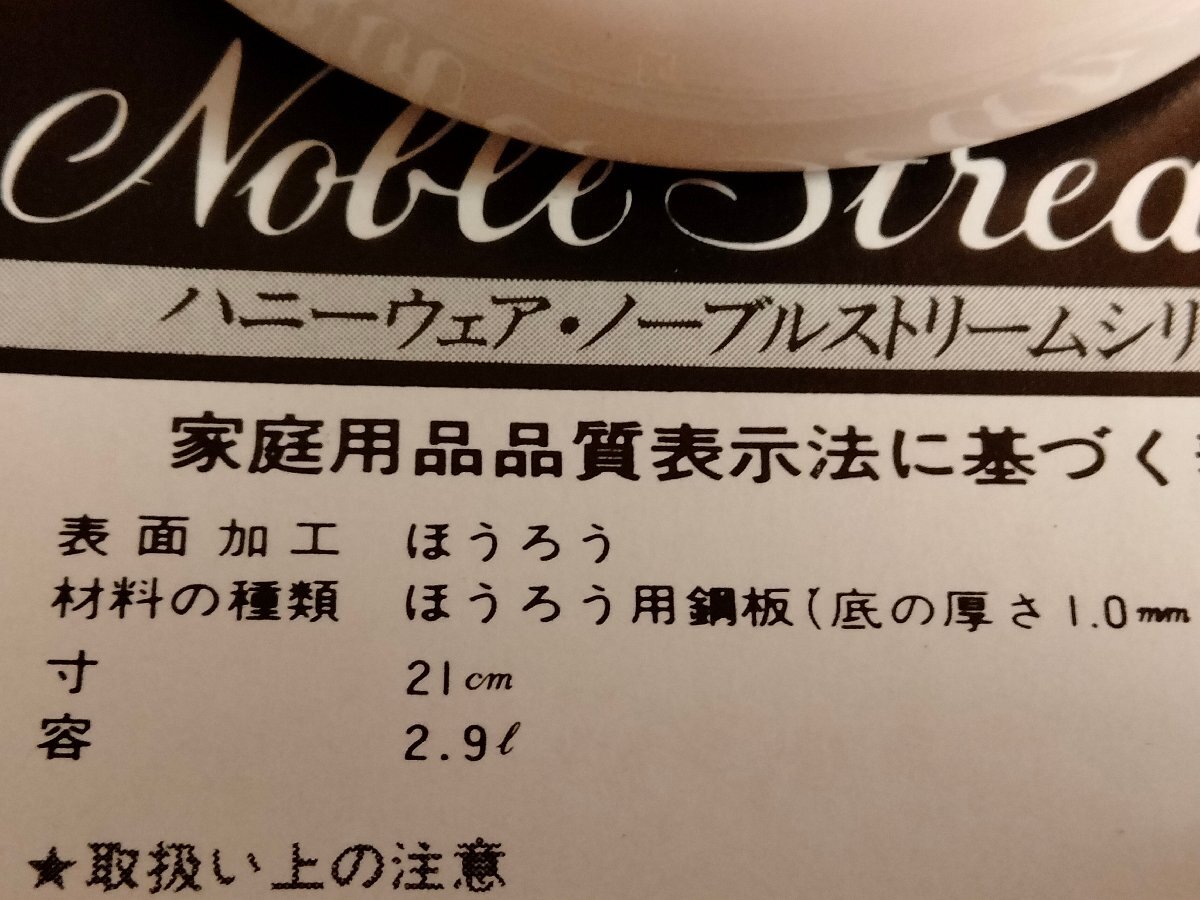 Noble Strea
ハニーウェア・ノーブルストリームシリ
家庭用品品質表示法に基づく
表面加工 ほうろう
材料の種類 ほうろう用鋼板(底の厚さ1.0mm
寸 21cm
容 2.9ℓ
★取扱い上の注意